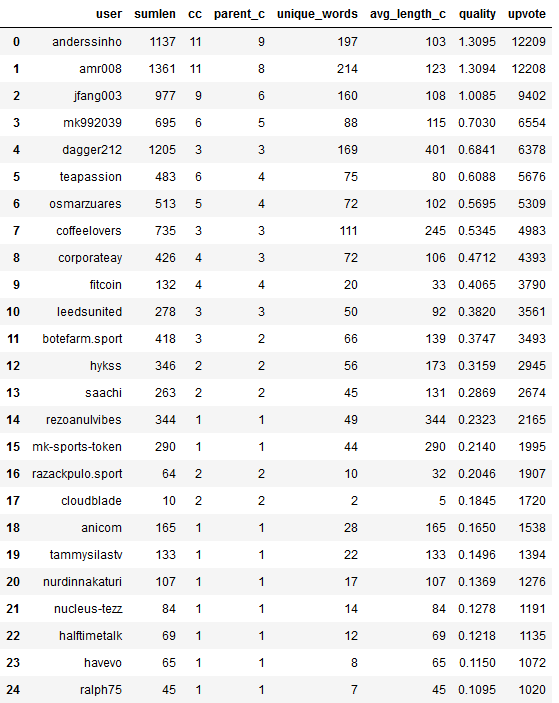 user sumlen cc parent_c unique_words avg_length_c quality upvote
0 anderssinho 1137 11 9 197 103 1.3095 12209
1 amr008 1361 11 8 214 123 1.3094 12208
2 jfang003 977 9 6 160 108 1.0085 9402
3 mk992039 695 6 5 88 115 0.7030 6554
4 dagger212 1205 3 3 169 401 0.6841 6378
5 teapassion 483 6 4 75 80 0.6088 5676
6 osmarzuares 513 5 4 72 102 0.5695 5309
7 coffeelovers 735 3 3 111 245 0.5345 4983
8 corporateay 426 4 3 72 106 0.4712 4393
9 fitcoin 132 4 4 20 33 0.4065 3790
10 leedsunited 278 3 3 50 92 0.3820 3561
11 botefarm.sport 418 3 2 66 139 0.3747 3493
12 hykss 346 2 2 56 173 0.3159 2945
13 saachi 263 2 2 45 131 0.2869 2674
14 rezoanulvibes 344 1 1 49 344 0.2323 2165
15 mk-sports-token 290 1 1 44 290 0.2140 1995
16 razackpulo.sport 64 2 2 10 32 0.2046 1907
17 cloudblade 10 2 2 2 5 0.1845 1720
18 anicom 165 1 1 28 165 0.1650 1538
19 tammysilastv 133 1 1 22 133 0.1496 1394
20 nurdinnakaturi 107 1 1 17 107 0.1369 1276
21 nucleus-tezz 84 1 1 14 84 0.1278 1191
22 halftimetalk 69 1 1 12 69 0.1218 1135
23 havevo 65 1 1 8 65 0.1150 1072
24 ralph75 45 1 1 7 45 0.1095 1020